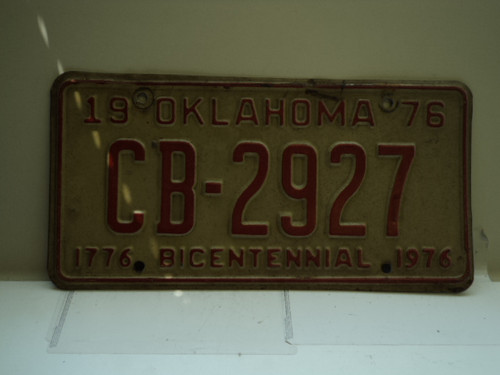 19 OKLAHOMA 76
CB-2927
1776 BICENTENNIAL 1976